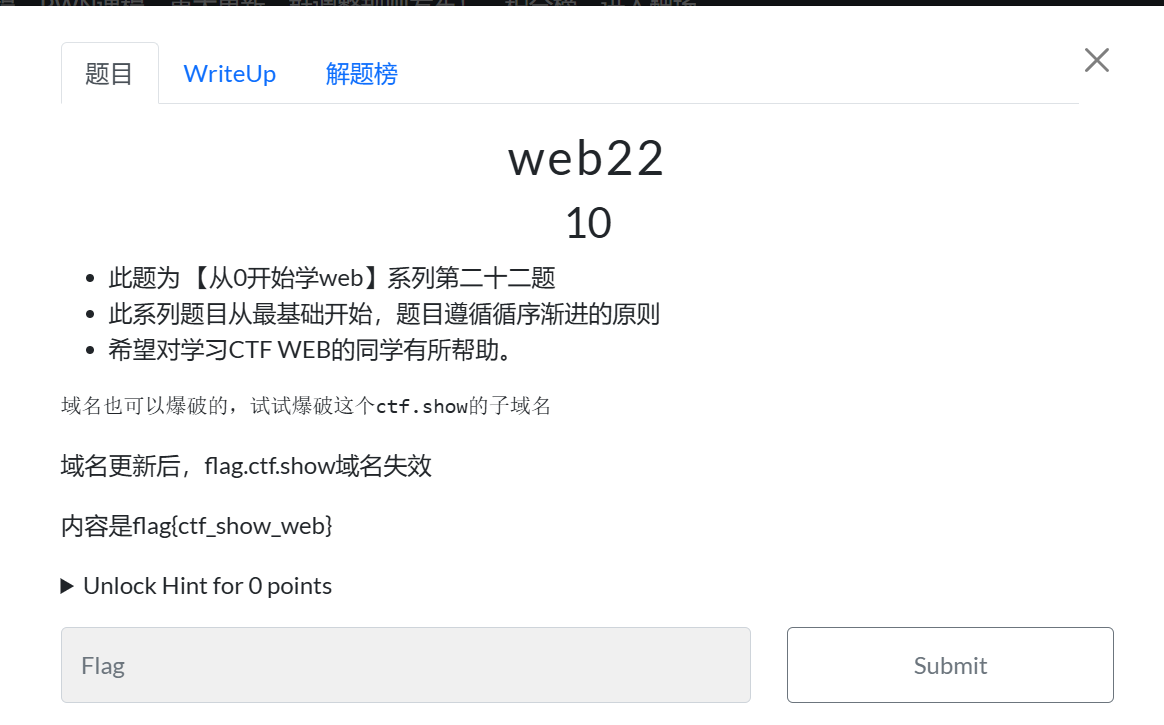 题目 WriteUp 解题榜
web22
10
此题为 【从0开始学web】系列第二十二题
此系列题目从最基础开始，题目遵循循序渐进的原则
希望对学习CTF WEB的同学有所帮助。
域名也可以爆破的，试试爆破这个ctf.show的子域名
域名更新后，flag.ctf.show域名失效
内容是flag{ctf_show_web}
Unlock Hint for 0 points
Flag
Submit